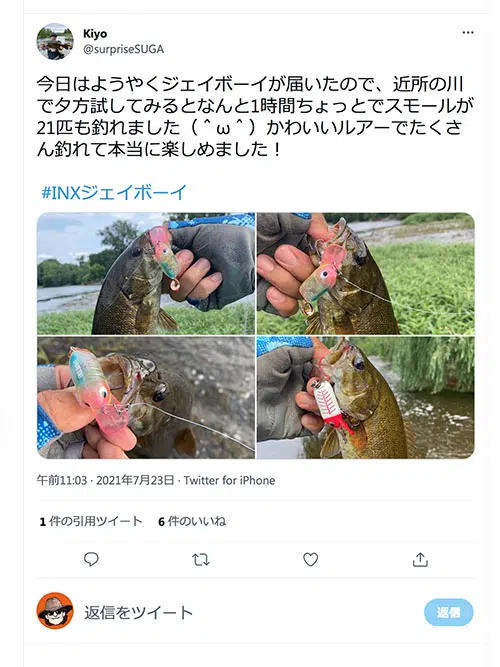 Kiyo
@surpriseSUGA
今日はようやくジェイボーイが届いたので、近所の川
で夕方試してみるとなんと1時間ちょっとでスモールが
21匹も釣れました（＾ω＾）かわいいルアーでたくさ
ん釣れて本当に楽しめました！
#INXジェイボーイ
午前11:03 · 2021年7月23日 · Twitter for iPhone
1 件の引用ツイート 6 件のいいね
返信をツイート
返信